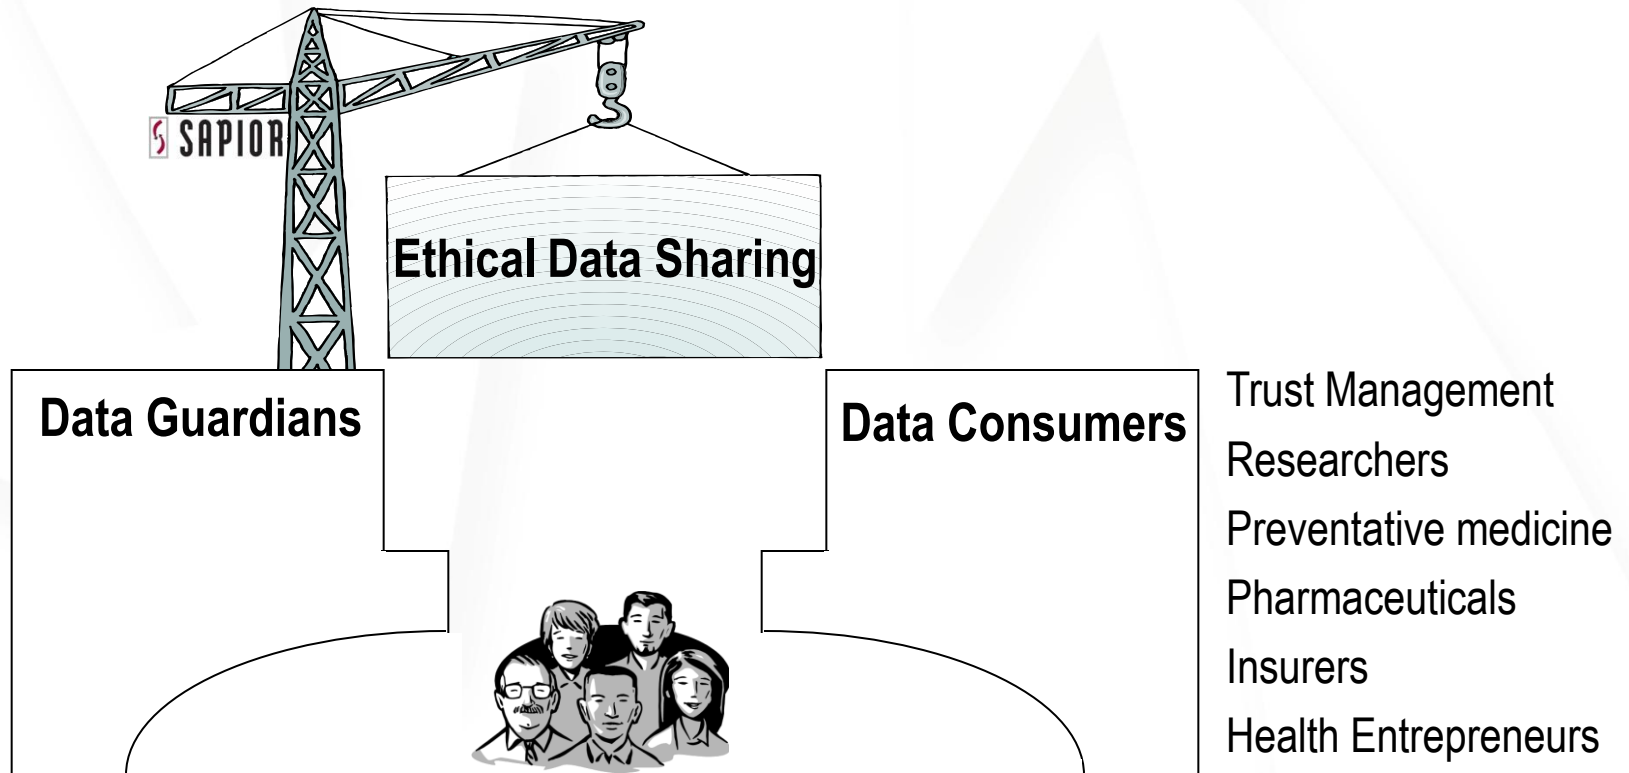 SAPIOR
Ethical Data Sharing
Data Guardians
Data Consumers
Trust Management
Researchers
Preventative medicine
Pharmaceuticals
Insurers
Health Entrepreneurs